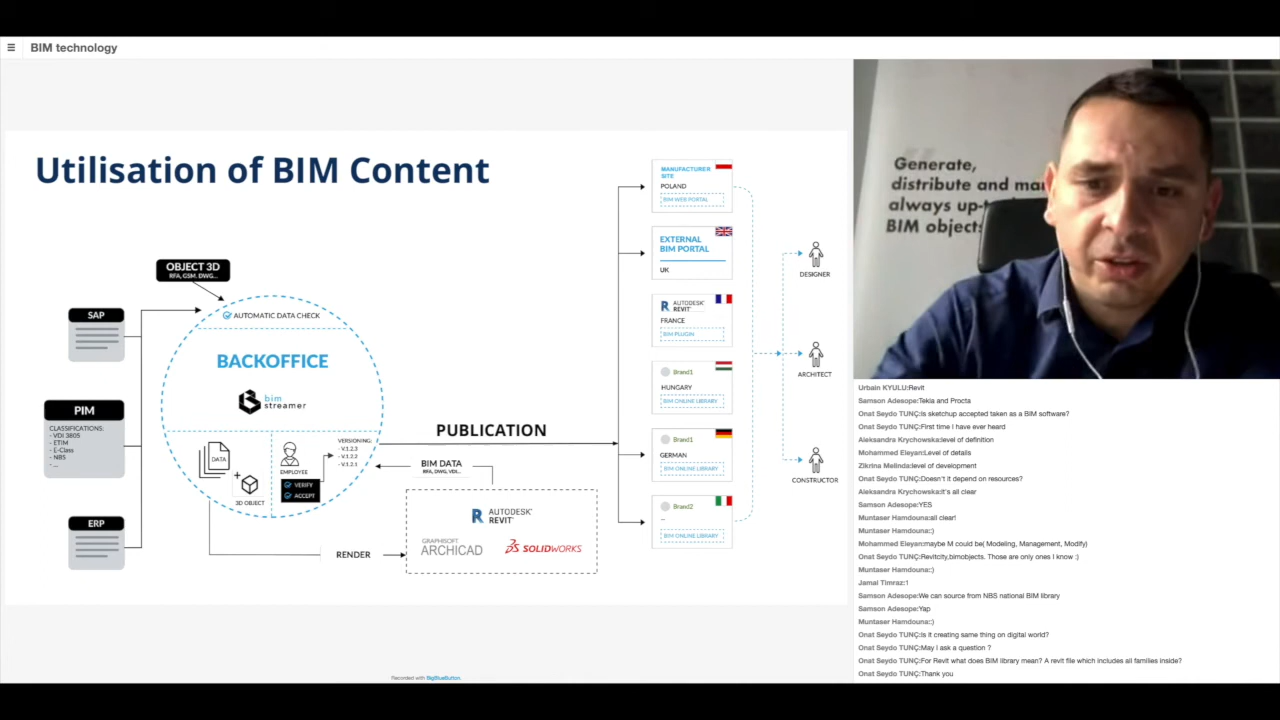 ☰ BIM technology
Utilisation of BIM Content
OBJECT 3D
RFA, GSM, DWG...
SAP
PIM
CLASSIFICATIONS:
- VDI 3805
- ETIM
- E-Class
- NBS
- ...
ERP
AUTOMATIC DATA CHECK
BACKOFFICE
bim
streamer
DATA
+
3D OBJECT
EMPLOYEE
VERIFY
ACCEPT
VERSIONING:
- V.1.2.3
- V.1.2.2
- V.1.2.1
PUBLICATION
BIM DATA
RFA, DWG, VDI...
RENDER
AUTODESK®
REVIT®
GRAPHISOFT
ARCHICAD
SOLIDWORKS
MANUFACTURER
SITE
POLAND
BIM WEB PORTAL
EXTERNAL
BIM PORTAL
UK
R AUTODESK®
REVIT®
FRANCE
BIM PLUGIN
Brand1
HUNGARY
BIM ONLINE LIBRARY
Brand1
GERMAN
BIM ONLINE LIBRARY
Brand2
...
BIM ONLINE LIBRARY
DESIGNER
ARCHITECT
CONSTRUCTOR
Recorded with BigBlueButton.
Generate,
distribute and ma
always up-t
BIM object
Urbain KYULU:Revit
Samson Adesope:Tekla and Procta
Onat Seydo TUNÇ:Is sketchup accepted taken as a BIM software?
Onat Seydo TUNÇ:First time I have ever heard
Aleksandra Krychowska:level of definition
Mohammed Eleyan:Level of details
Zikrina Melinda:level of development
Onat Seydo TUNÇ:Doesn't it depend on resources?
Aleksandra Krychowska:it's all clear
Samson Adesope:YES
Muntaser Hamdouna:all clear!
Muntaser Hamdouna::)
Mohammed Eleyan:maybe M could be( Modeling, Management, Modify)
Onat Seydo TUNÇ:Revitcity,bimobjects. Those are only ones I know :)
Muntaser Hamdouna::)
Jamal Timraz:1
Samson Adesope:We can source from NBS national BIM library
Samson Adesope:Yap
Muntaser Hamdouna::)
Onat Seydo TUNÇ:Is it creating same thing on digital world?
Onat Seydo TUNÇ:May I ask a question ?
Onat Seydo TUNÇ:For Revit what does BIM library mean? A revit file which includes all families inside?
Onat Seydo TUNÇ:Thank you